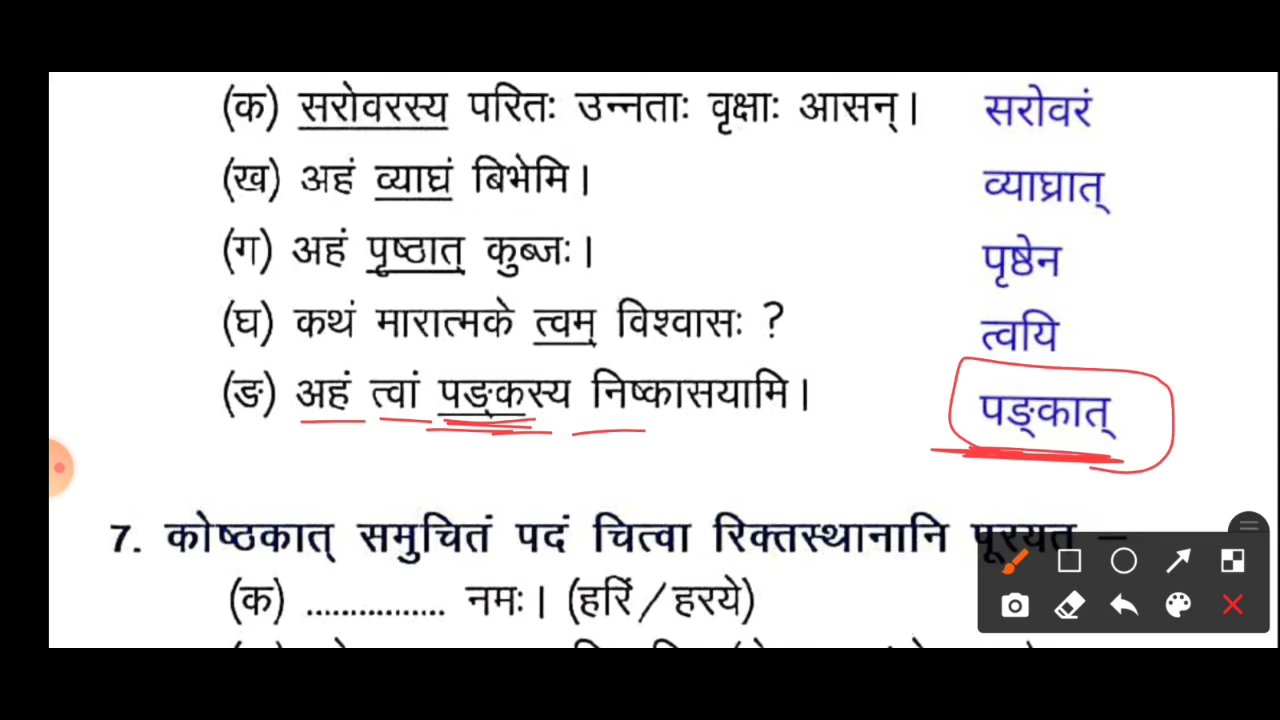 (क) सरोवरस्य परितः उन्नताः वृक्षाः आसन्। सरोवरं
(ख) अहं व्याघ्रं बिभेमि। व्याघ्रात्
(ग) अहं पृष्ठात् कुब्जः। पृष्ठेन
(घ) कथं मारात्मके त्वम् विश्वासः ? त्वयि
(ङ) अहं त्वां पङ्कस्य निष्कासयामि। पङ्कात्
7. कोष्ठकात् समुचितं पदं चित्वा रिक्तस्थानानि पूरयत –
(क) ................ नमः। (हरिं/हरये)